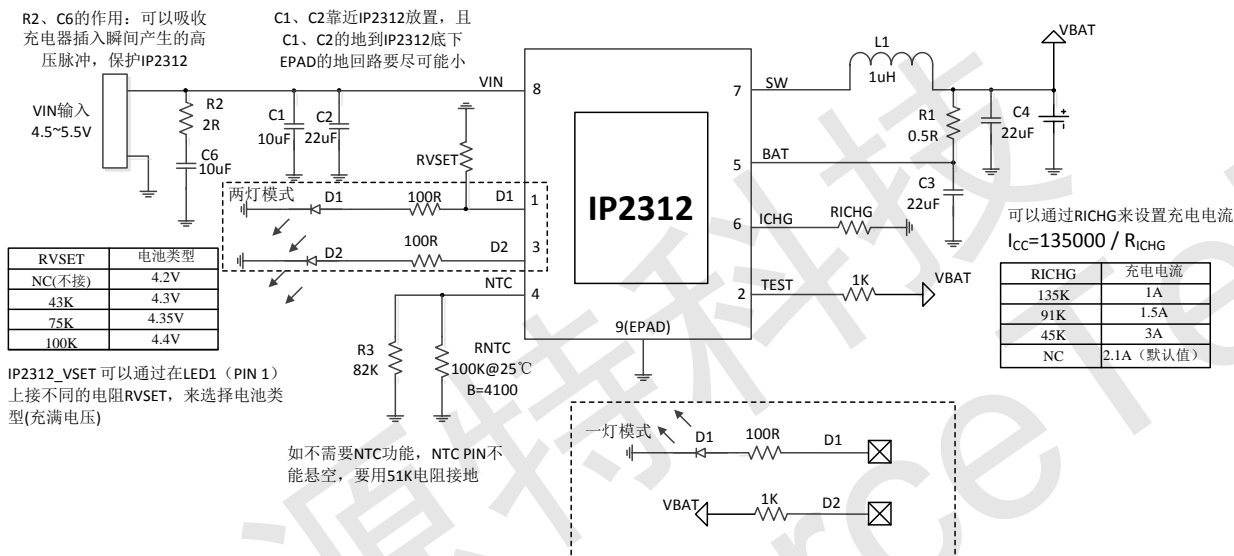 R2、C6的作用：可以吸收
充电器插入瞬间产生的高
压脉冲，保护IP2312
C1、C2靠近IP2312放置，且
C1、C2的地到IP2312底下
EPAD的地回路要尽可能小
VIN输入
4.5~5.5V
R2
2R
C6
10uF
C1
10uF
C2
22uF
VIN
8
RVSET
两灯模式
D1
100R
D1
1
D2
100R
D2
3
NTC
4
IP2312
9(EPAD)
7
SW
L1
1uH
VBAT
R1
0.5R
C4
22uF
5
BAT
C3
22uF
6
ICHG
RICHG
2
TEST
1K
VBAT
可以通过RICHG来设置充电电流
ICC=135000 / RICHG
RICHG 充电电流
135K 1A
91K 1.5A
45K 3A
NC 2.1A（默认值）
RVSET 电池类型
NC(不接) 4.2V
43K 4.3V
75K 4.35V
100K 4.4V
IP2312_VSET 可以通过在LED1（PIN 1）
上接不同的电阻RVSET，来选择电池类
型(充满电压)
R3
82K
RNTC
100K@25℃
B=4100
如不需要NTC功能，NTC PIN不
能悬空，要用51K电阻接地
一灯模式
D1
100R
D1
VBAT
1K
D2
源特科技
rce Te